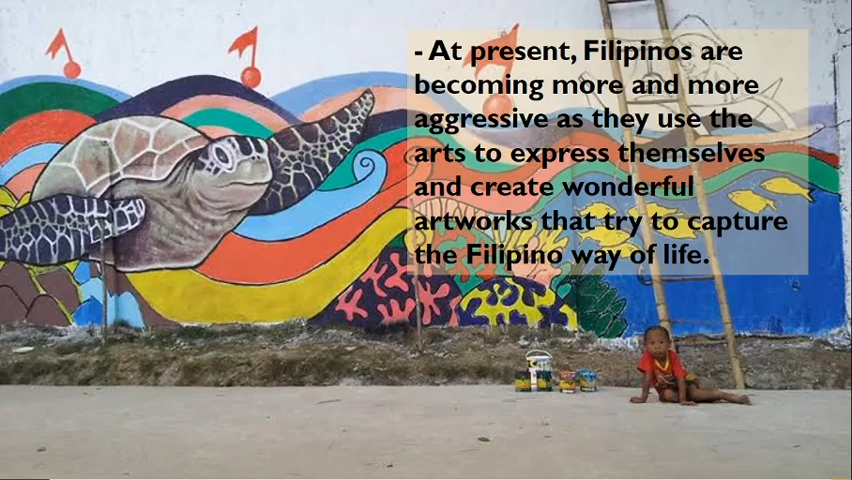 - At present, Filipinos are
becoming more and more
aggressive as they use the
arts to express themselves
and create wonderful
artworks that try to capture
the Filipino way of life.